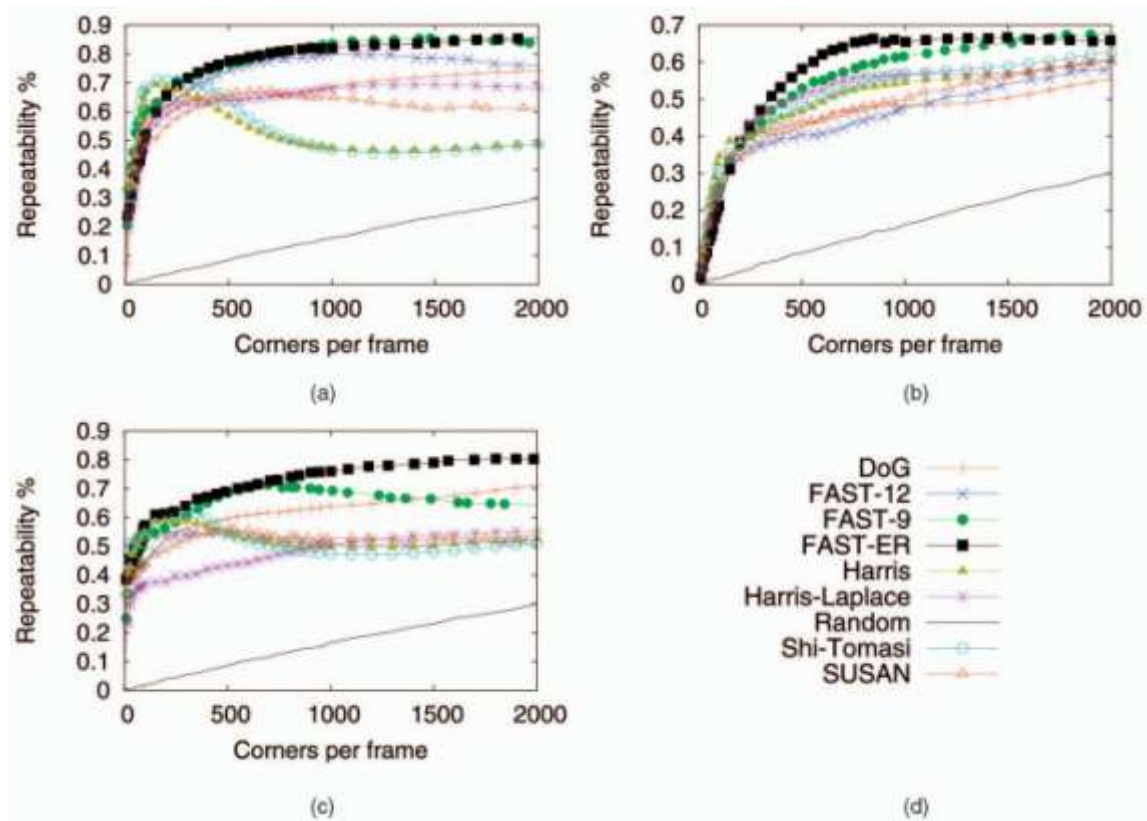 0.9
0.8
0.7
0.6
0.5
0.4
0.3
0.2
0.1
0
Repeatability %
0 500 1000 1500 2000
Corners per frame
(a)
0.7
0.6
0.5
0.4
0.3
0.2
0.1
0
Repeatability %
0 500 1000 1500 2000
Corners per frame
(b)
0.9
0.8
0.7
0.6
0.5
0.4
0.3
0.2
0.1
0
Repeatability %
0 500 1000 1500 2000
Corners per frame
(c)
DoG
FAST-12
FAST-9
FAST-ER
Harris
Harris-Laplace
Random
Shi-Tomasi
SUSAN
(d)